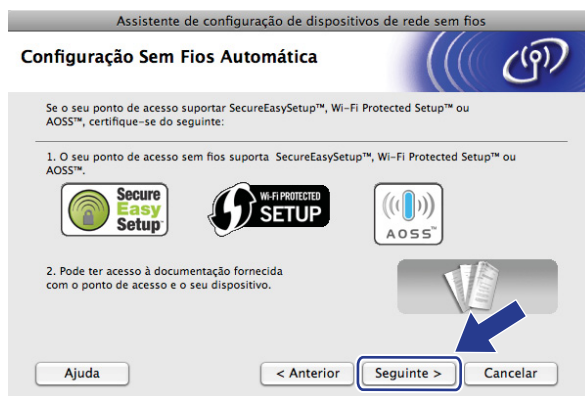 Assistente de configuração de dispositivos de rede sem fios
Configuração Sem Fios Automática
Se o seu ponto de acesso suportar SecureEasySetup™, Wi-Fi Protected Setup™ ou
AOSS™, certifique-se do seguinte:
1. O seu ponto de acesso sem fios suporta SecureEasySetup™, Wi-Fi Protected Setup™ ou
AOSS™.
Secure
Easy
Setup
Wi-Fi PROTECTED
SETUP
AOSS™
2. Pode ter acesso à documentação fornecida
com o ponto de acesso e o seu dispositivo.
Ajuda
< Anterior
Seguinte >
Cancelar